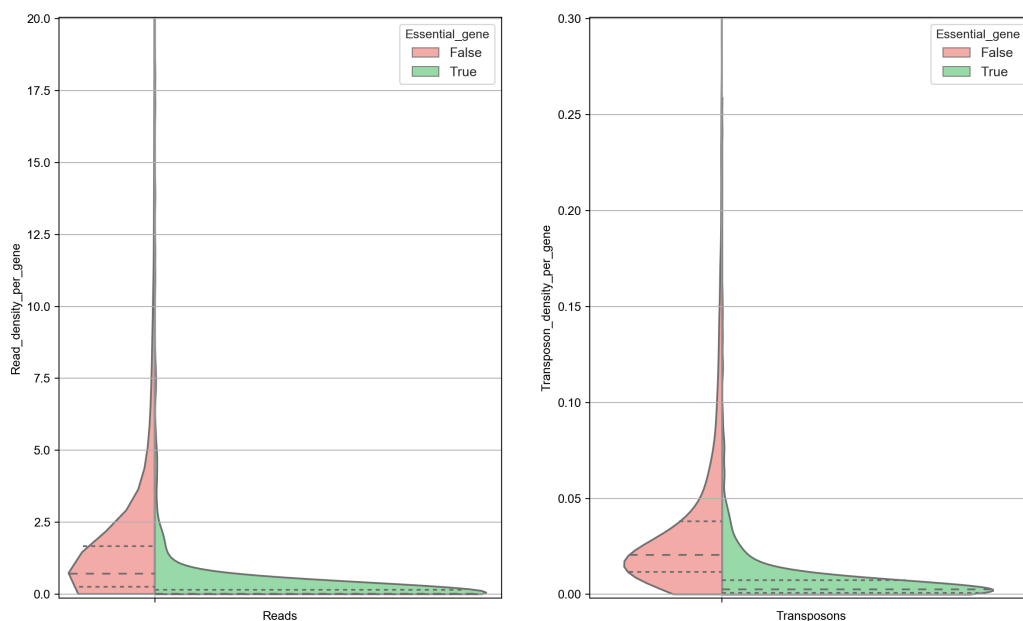 Essential_gene
False
True
20.0
17.5
15.0
12.5
10.0
7.5
5.0
2.5
0.0
Read_density_per_gene
Reads
Essential_gene
False
True
0.30
0.25
0.20
0.15
0.10
0.05
0.00
Transposon_density_per_gene
Transposons